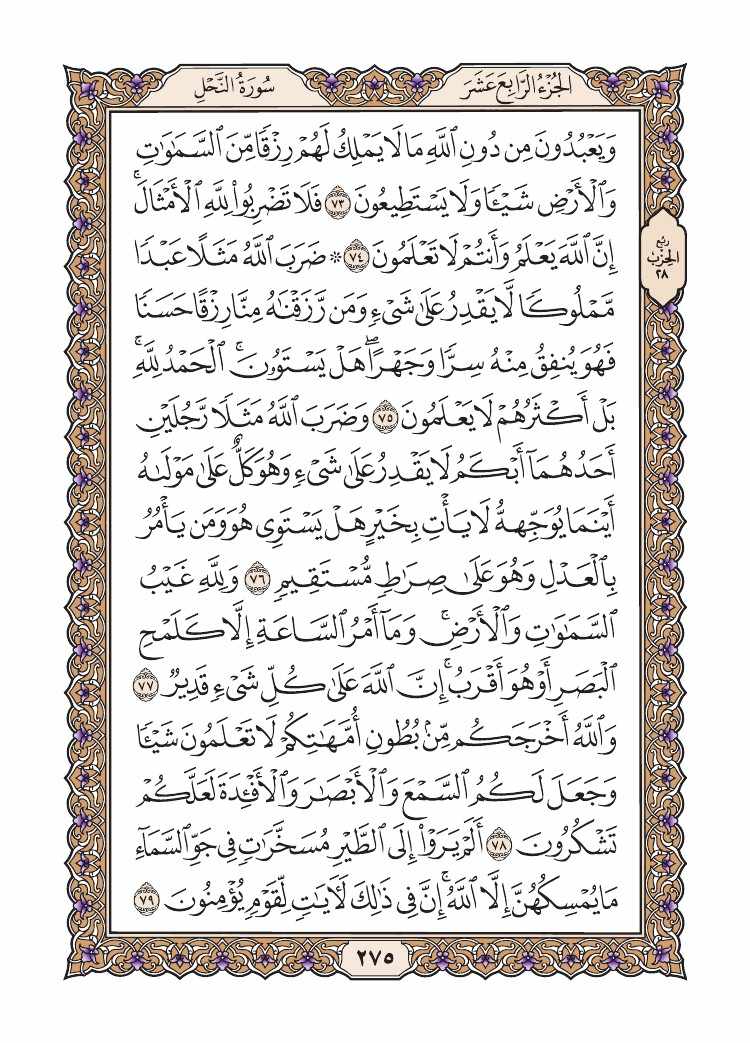 الجُزْءُ الرَّابِعَ عَشَرَ
سُورَةُ النَّحْلِ
وَيَعْبُدُونَ مِن دُونِ ٱللَّهِ مَا لَا يَمْلِكُ لَهُمْ رِزْقًا مِّنَ ٱلسَّمَٰوَٰتِ
وَٱلْأَرْضِ شَيْـًٔا وَلَا يَسْتَطِيعُونَ ٧٣ فَلَا تَضْرِبُوا۟ لِلَّهِ ٱلْأَمْثَالَ ۚ
إِنَّ ٱللَّهَ يَعْلَمُ وَأَنتُمْ لَا تَعْلَمُونَ ٧٤ * ضَرَبَ ٱللَّهُ مَثَلًا عَبْدًا
مَّمْلُوكًا لَّا يَقْدِرُ عَلَىٰ شَىْءٍ وَمَن رَّزَقْنَٰهُ مِنَّا رِزْقًا حَسَنًا
فَهُوَ يُنفِقُ مِنْهُ سِرًّا وَجَهْرًا ۖ هَلْ يَسْتَوُۥنَ ۚ ٱلْحَمْدُ لِلَّهِ ۚ
بَلْ أَكْثَرُهُمْ لَا يَعْلَمُونَ ٧٥ وَضَرَبَ ٱللَّهُ مَثَلًا رَّجُلَيْنِ
أَحَدُهُمَآ أَبْكَمُ لَا يَقْدِرُ عَلَىٰ شَىْءٍ وَهُوَ كَلٌّ عَلَىٰ مَوْلَىٰهُ
أَيْنَمَا يُوَجِّههُّ لَا يَأْتِ بِخَيْرٍ هَلْ يَسْتَوِى هُوَ وَمَن يَأْمُرُ
بِٱلْعَدْلِ وَهُوَ عَلَىٰ صِرَٰطٍ مُّسْتَقِيمٍ ٧٦ وَلِلَّهِ غَيْبُ
ٱلسَّمَٰوَٰتِ وَٱلْأَرْضِ ۚ وَمَآ أَمْرُ ٱلسَّاعَةِ إِلَّا كَلَمْحِ
ٱلْبَصَرِ أَوْ هُوَ أَقْرَبُ ۚ إِنَّ ٱللَّهَ عَلَىٰ كُلِّ شَىْءٍ قَدِيرٌ ٧٧
وَٱللَّهُ أَخْرَجَكُم مِّنۢ بُطُونِ أُمَّهَٰتِكُمْ لَا تَعْلَمُونَ شَيْـًٔا
وَجَعَلَ لَكُمُ ٱلسَّمْعَ وَٱلْأَبْصَٰرَ وَٱلْأَفْـِٔدَةَ لَعَلَّكُمْ
تَشْكُرُونَ ٧٨ أَلَمْ يَرَوْا۟ إِلَى ٱلطَّيْرِ مُسَخَّرَٰتٍ فِى جَوِّ ٱلسَّمَآءِ
مَا يُمْسِكُهُنَّ إِلَّا ٱللَّهُ ۗ إِنَّ فِى ذَٰلِكَ لَءَايَٰتٍ لِّقَوْمٍ يُؤْمِنُونَ ٧٩
رُبْع
الحِزْبِ
٢٨
٢٧٥